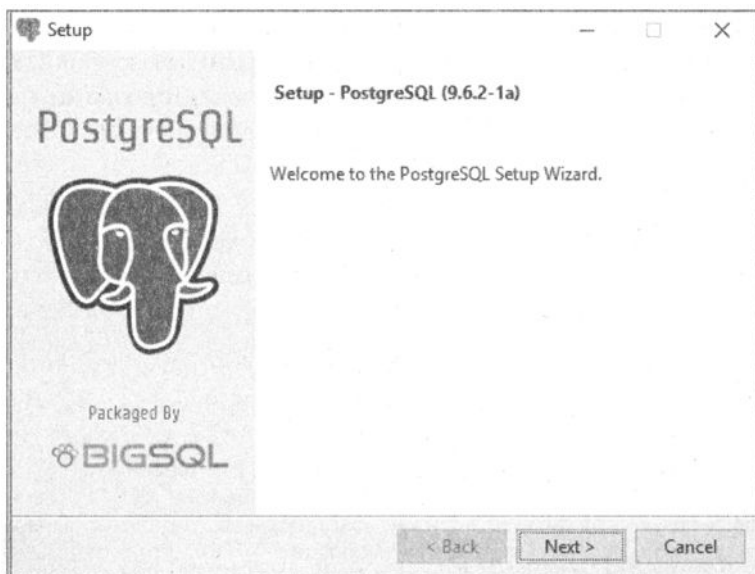 Setup
PostgreSQL
Packaged By
BIGSQL
Setup - PostgreSQL (9.6.2-1a)
Welcome to the PostgreSQL Setup Wizard.
< Back
Next >
Cancel